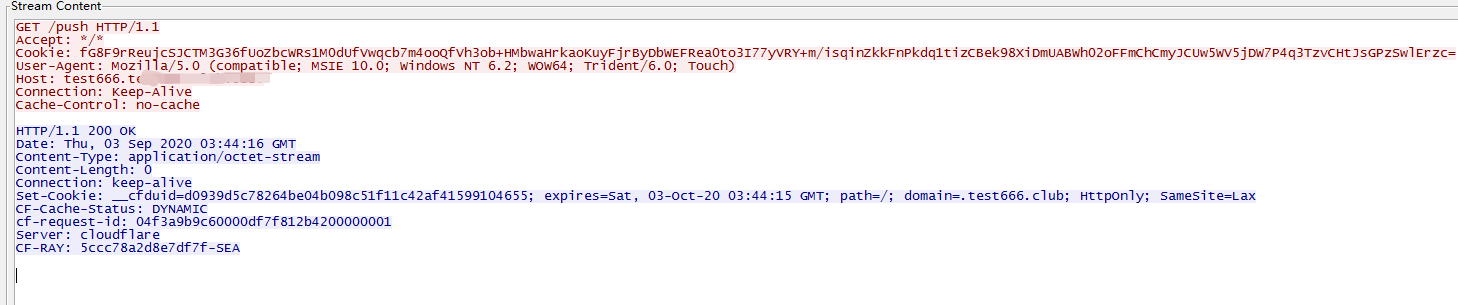 Stream Content
GET /push HTTP/1.1
Accept: */*
Cookie: fG8F9rReujcSJCTM3G36fUoZbcWRs1M0dUfVwqcb7m4ooQfVh3ob+HMbwaHrkaoKuyFjrByDbWEFRea0to3I77yVRY+m/isqinZkkFnPkdq1tizCBek98XiDmUABWhO2oFFmChCmyJCUw5WV5jDW7P4q3TzvCHtJsGPzSwlErzc=
User-Agent: Mozilla/5.0 (compatible; MSIE 10.0; Windows NT 6.2; WOW64; Trident/6.0; Touch)
Host: test666.
Connection: Keep-Alive
Cache-Control: no-cache
HTTP/1.1 200 OK
Date: Thu, 03 Sep 2020 03:44:16 GMT
Content-Type: application/octet-stream
Content-Length: 0
Connection: keep-alive
Set-Cookie: __cfduid=d0939d5c78264be04b098c51f11c42af41599104655; expires=Sat, 03-Oct-20 03:44:15 GMT; path=/; domain=.test666.club; HttpOnly; SameSite=Lax
CF-Cache-Status: DYNAMIC
cf-request-id: 04f3a9b9c60000df7f812b4200000001
Server: cloudflare
CF-RAY: 5ccc78a2d8e7df7f-SEA